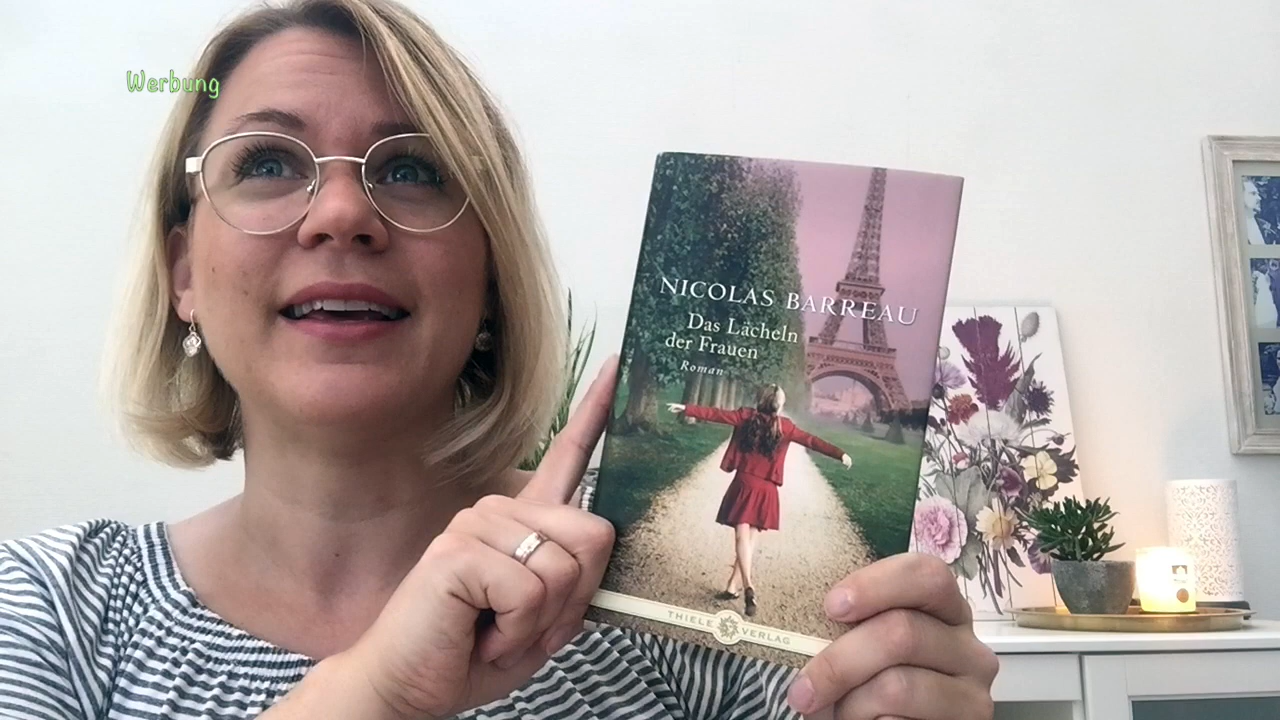 Werbung
NICOLAS BARREAU
Das Lächeln
der Frauen
Roman
THIELE VERLAG